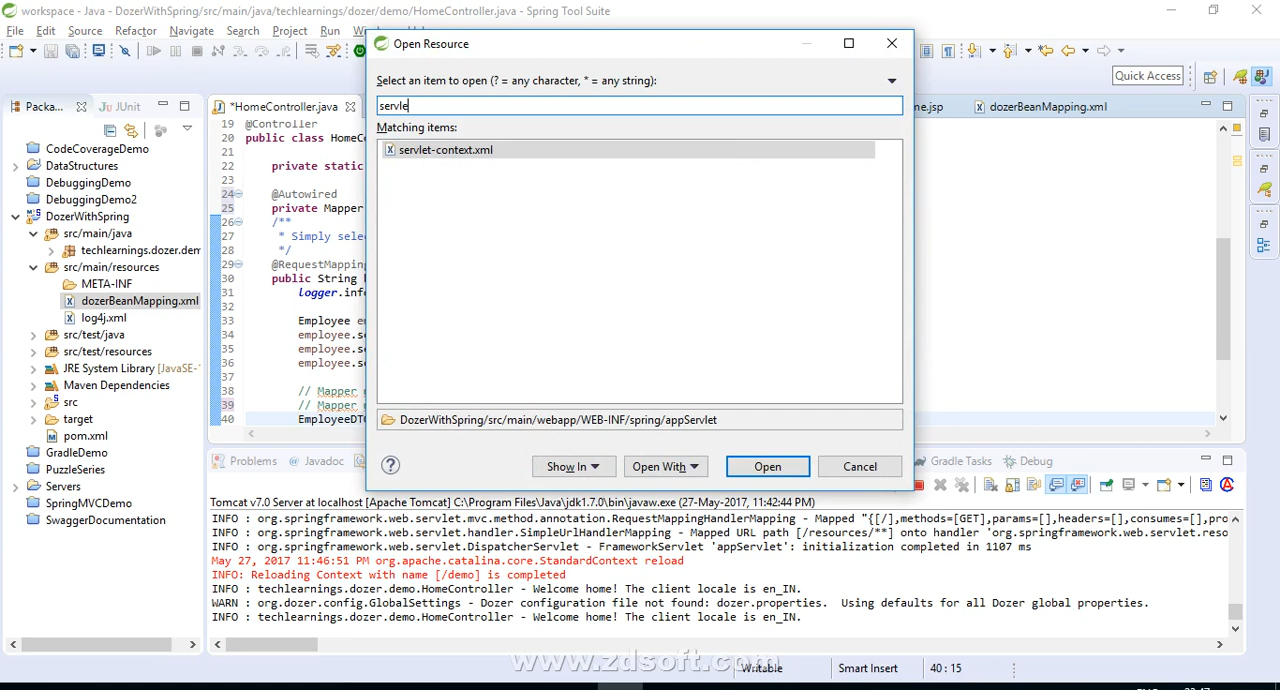 workspace - Java - DozerWithSpring/src/main/java/techlearnings/dozer/demo/HomeController.java - Spring Tool Suite
File Edit Source Refactor Navigate Search Project Run
Quick Access
Open Resource
Select an item to open (? = any character, * = any string):
servle
Matching items:
servlet-context.xml
DozerWithSpring/src/main/webapp/WEB-INF/spring/appServlet
Show In
Open With
Open
Cancel
Packa...
JUnit
CodeCoverageDemo
DataStructures
DebuggingDemo
DebuggingDemo2
DozerWithSpring
src/main/java
techlearnings.dozer.dem
src/main/resources
META-INF
dozerBeanMapping.xml
log4j.xml
src/test/java
src/test/resources
JRE System Library [JavaSE-1
Maven Dependencies
src
target
pom.xml
GradleDemo
PuzzleSeries
Servers
SpringMVCDemo
SwaggerDocumentation
*HomeController.java
me.jsp
dozerBeanMapping.xml
19 @Controller
20 public class HomeC
21
22 private static
23
24 @Autowired
25 private Mapper
26 /**
27 * Simply sele
28 */
29 @RequestMapping
30 public String
31 logger.info
32
33 Employee em
34 employee.se
35 employee.se
36 employee.se
37
38 // Mapper
39 // Mapper
40 EmployeeDTO
Problems
Javadoc
Gradle Tasks
Debug
Tomcat v7.0 Server at localhost [Apache Tomcat] C:\Program Files\Java\jdk1.7.0\bin\javaw.exe (27-May-2017, 11:42:44 PM)
INFO : org.springframework.web.servlet.mvc.method.annotation.RequestMappingHandlerMapping - Mapped "{[/],methods=[GET],params=[],headers=[],consumes=[],pro
INFO : org.springframework.web.servlet.handler.SimpleUrlHandlerMapping - Mapped URL path [/resources/**] onto handler 'org.springframework.web.servlet.reso
INFO : org.springframework.web.servlet.DispatcherServlet - FrameworkServlet 'appServlet': initialization completed in 1107 ms
May 27, 2017 11:46:51 PM org.apache.catalina.core.StandardContext reload
INFO: Reloading Context with name [/demo] is completed
INFO : techlearnings.dozer.demo.HomeController - Welcome home! The client locale is en_IN.
WARN : org.dozer.config.GlobalSettings - Dozer configuration file not found: dozer.properties. Using defaults for all Dozer global properties.
INFO : techlearnings.dozer.demo.HomeController - Welcome home! The client locale is en_IN.
www.zdsoft.com
Writable
Smart Insert
40 : 15